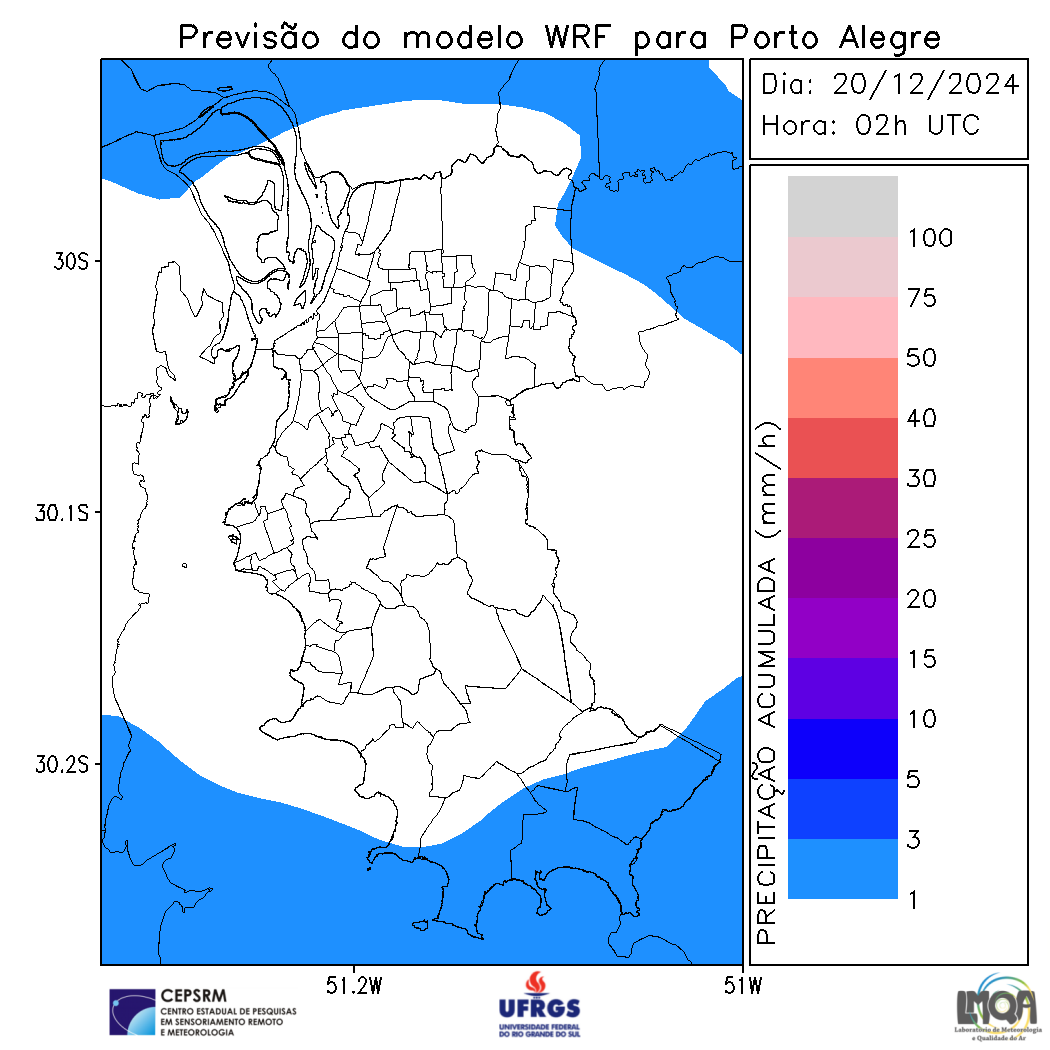 Previsão do modelo WRF para Porto Alegre
Dia: 20/12/2024
Hora: 02h UTC
30S
30.1S
30.2S
51.2W
51W
PRECIPITAÇÃO ACUMULADA (mm/h)
100
75
50
40
30
25
20
15
10
5
3
1
CEPSRM
CENTRO ESTADUAL DE PESQUISAS
EM SENSORIAMENTO REMOTO
E METEOROLOGIA
UFRGS
UNIVERSIDADE FEDERAL
DO RIO GRANDE DO SUL
LMQA
Laboratório de Meteorologia
e Qualidade do Ar